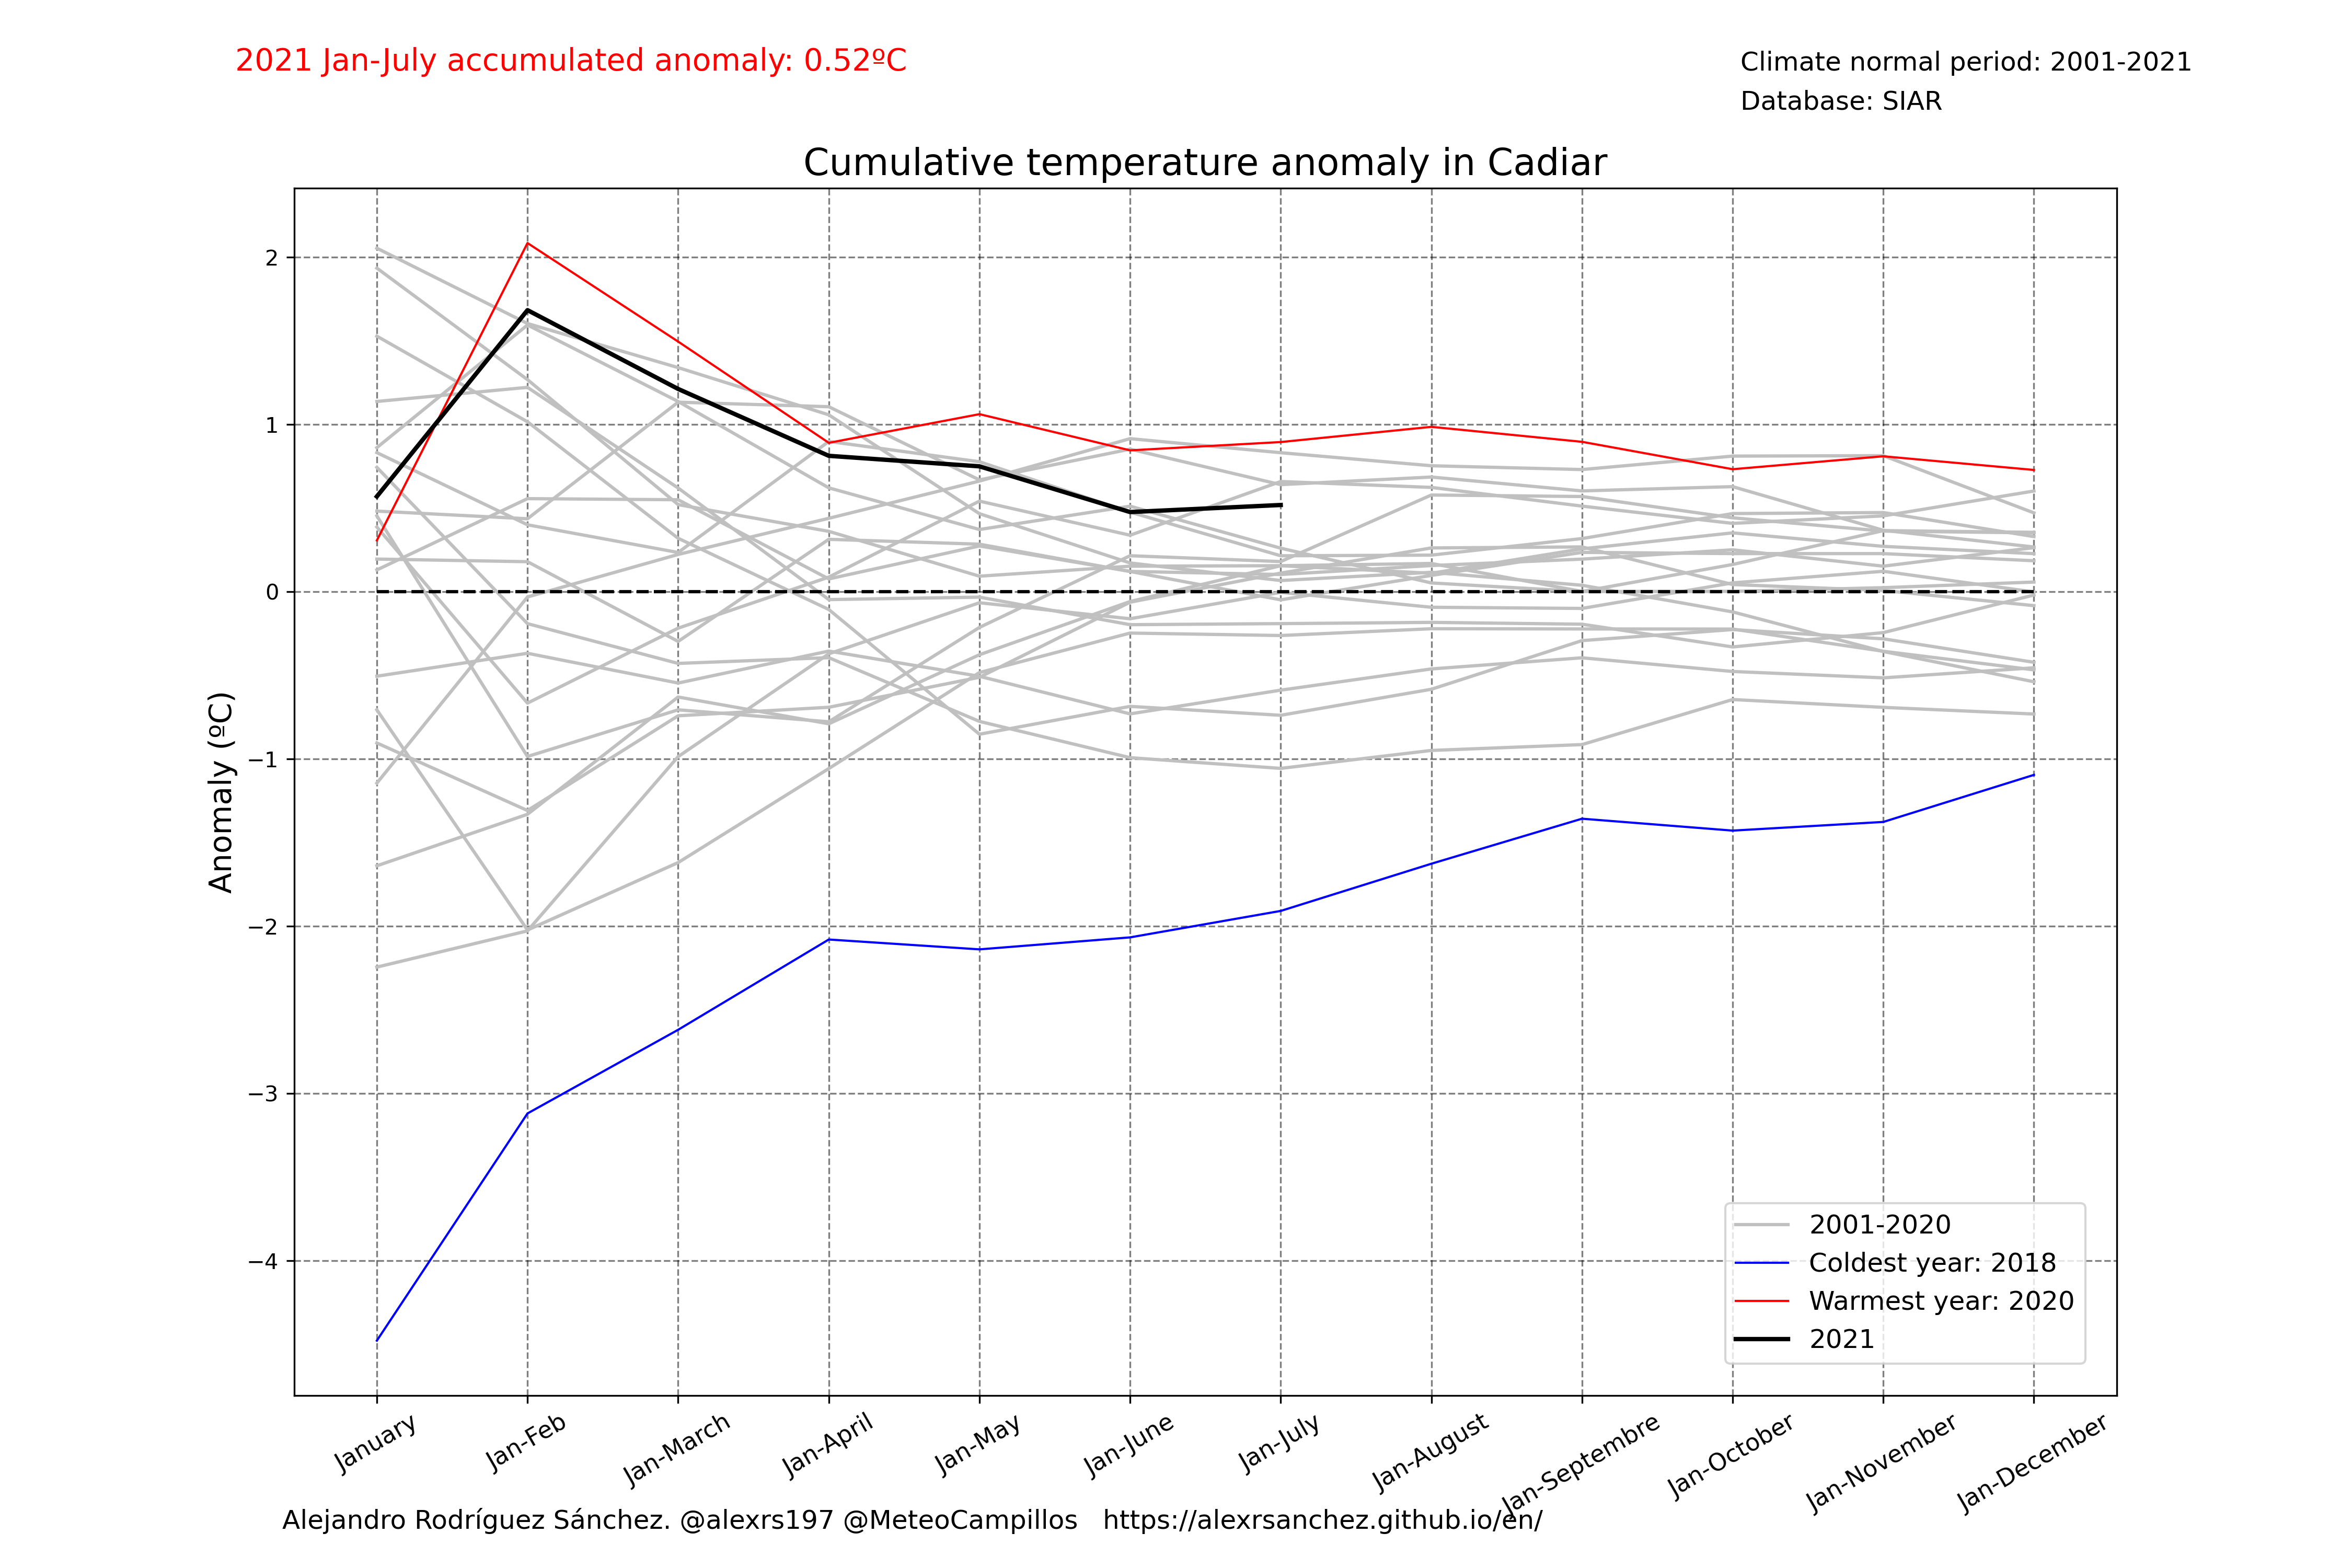 2021 Jan-July accumulated anomaly: 0.52ºC
Climate normal period: 2001-2021
Database: SIAR
Cumulative temperature anomaly in Cadiar
Anomaly (ºC)
2
1
0
−1
−2
−3
−4
2001-2020
Coldest year: 2018
Warmest year: 2020
2021
January
Jan-Feb
Jan-March
Jan-April
Jan-May
Jan-June
Jan-July
Jan-August
Jan-Septembre
Jan-October
Jan-November
Jan-December
Alejandro Rodríguez Sánchez. @alexrs197 @MeteoCampillos   https://alexrsanchez.github.io/en/